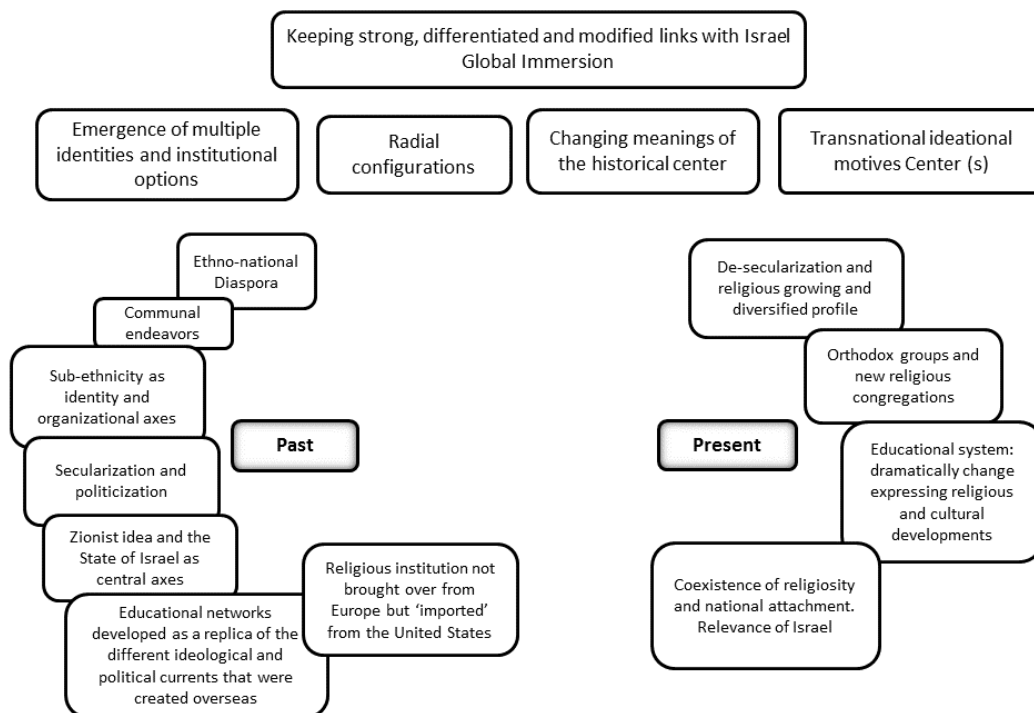 Keeping strong, differentiated and modified links with Israel
Global Immersion
Emergence of multiple
identities and institutional
options
Radial
configurations
Changing meanings of
the historical center
Transnational ideational
motives Center (s)
Ethno-national
Diaspora
Communal
endeavors
Sub-ethnicity as
identity and
organizational axes
Secularization and
politicization
Zionist idea and the
State of Israel as
central axes
Educational networks
developed as a replica of the
different ideological and
political currents that were
created overseas
Religious institution not
brought over from
Europe but ‘imported’
from the United States
Past
Present
De-secularization and
religious growing and
diversified profile
Orthodox groups and
new religious
congregations
Educational system:
dramatically change
expressing religious
and cultural
developments
Coexistence of religiosity
and national attachment.
Relevance of Israel